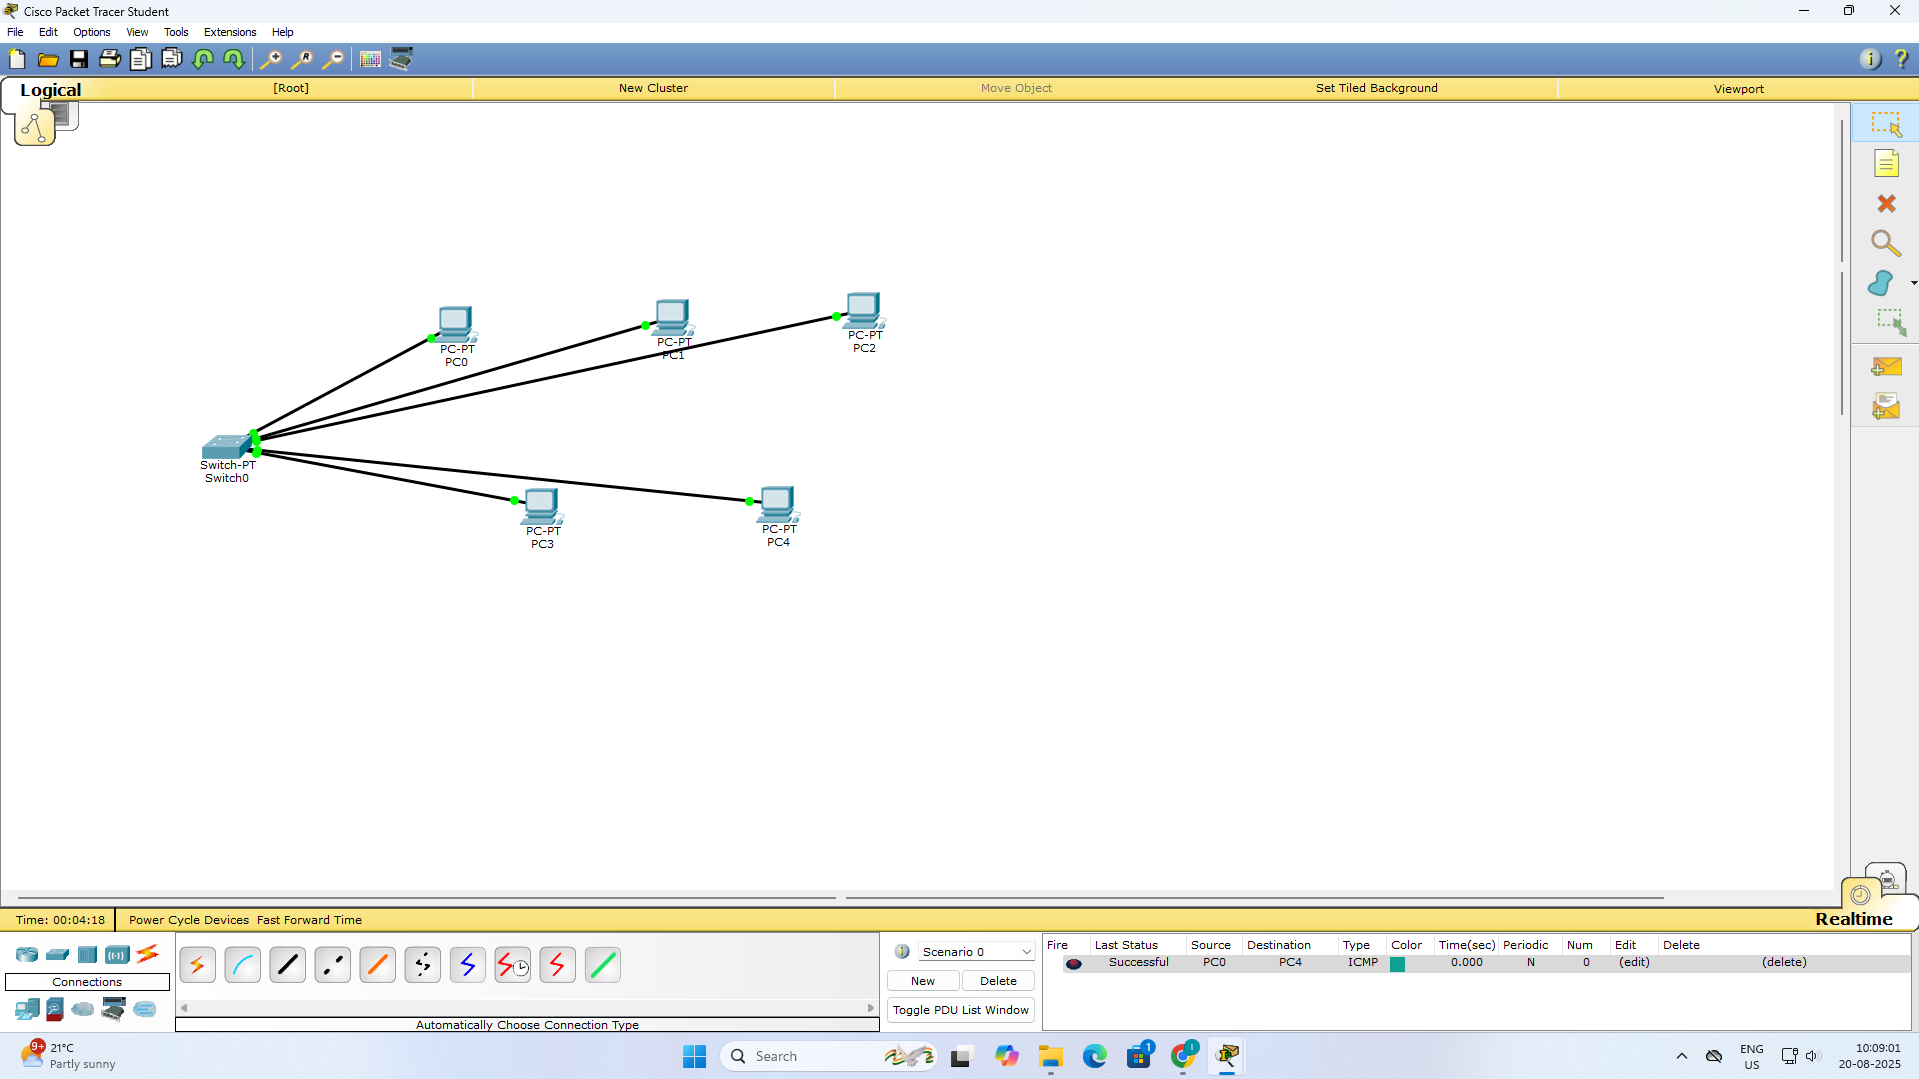 Cisco Packet Tracer Student
File Edit Options View Tools Extensions Help
Logical [Root] New Cluster Move Object Set Tiled Background Viewport
PC-PT
PC0
PC-PT
PC1
PC-PT
PC2
Switch-PT
Switch0
PC-PT
PC3
PC-PT
PC4
Time: 00:04:18 Power Cycle Devices Fast Forward Time Realtime
Connections
Automatically Choose Connection Type
Scenario 0
New Delete
Toggle PDU List Window
Fire Last Status Source Destination Type Color Time(sec) Periodic Num Edit Delete
Successful PC0 PC4 ICMP 0.000 N 0 (edit) (delete)
9+
21°C
Partly sunny
Search
1
ENG
US
10:09:01
20-08-2025